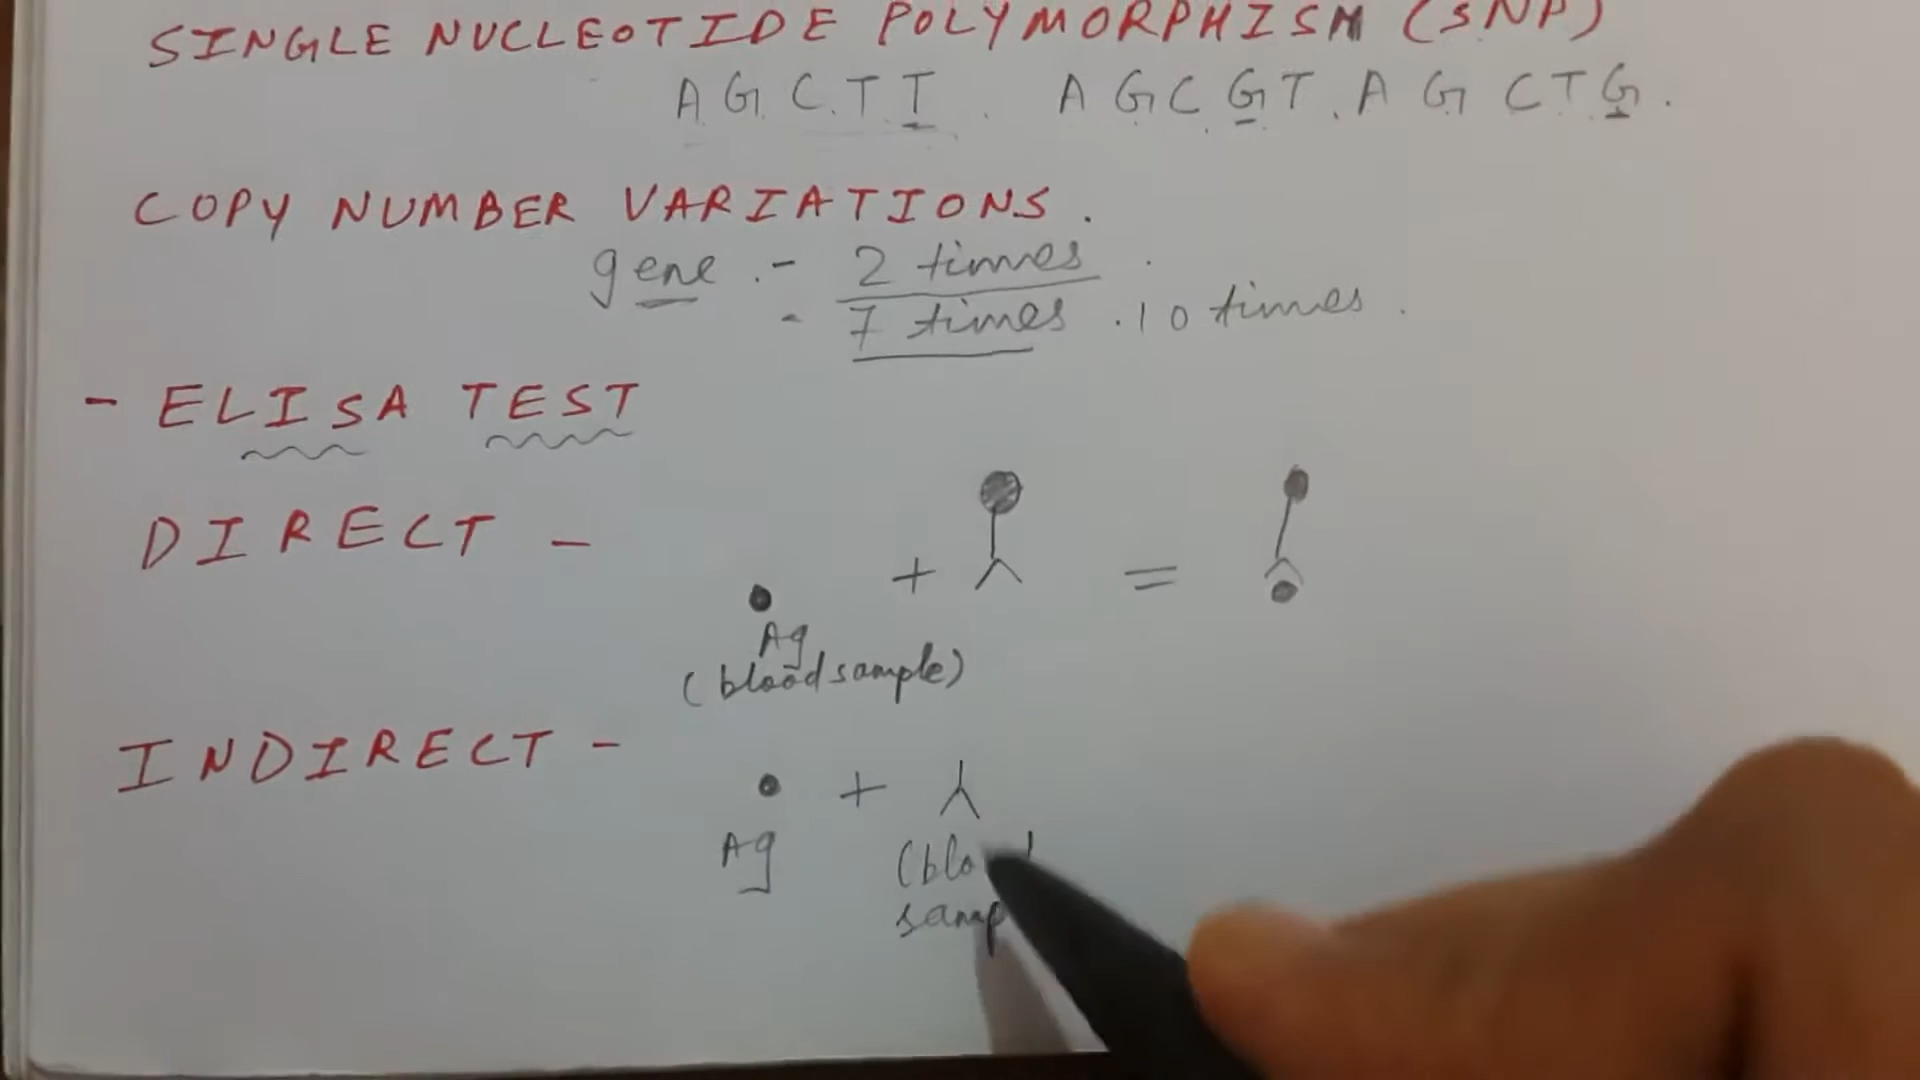 SINGLE NUCLEOTIDE POLYMORPHISM (SNP)
AGCTT. AGCGT. AGCTG.
COPY NUMBER VARIATIONS.
gene. - 2 times.
- 7 times .10 times.
- ELISA TEST
DIRECT -
+ =
Ag
(blood sample)
INDIRECT -
+
Ag